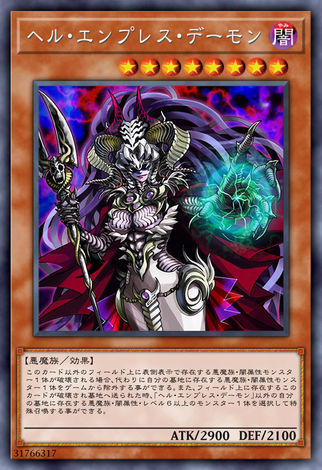 ヘル・エンプレス・デーモン
やみ
闇
【悪魔族／効果】
このカード以外のフィールド上に表側表示で存在する悪魔族・闇属性モンスタ
ー１体が破壊される場合、代わりに自分の墓地に存在する悪魔族・闇属性モンス
ター１体をゲームから除外する事ができる。また、フィールド上に存在するこのカ
ードが破壊され墓地へ送られた時、「ヘル・エンプレス・デーモン」以外の自分
の墓地に存在する悪魔族・闇属性・レベル６以上のモンスター１体を選択して特
殊召喚する事ができる。
ATK/2900 DEF/2100
31766317